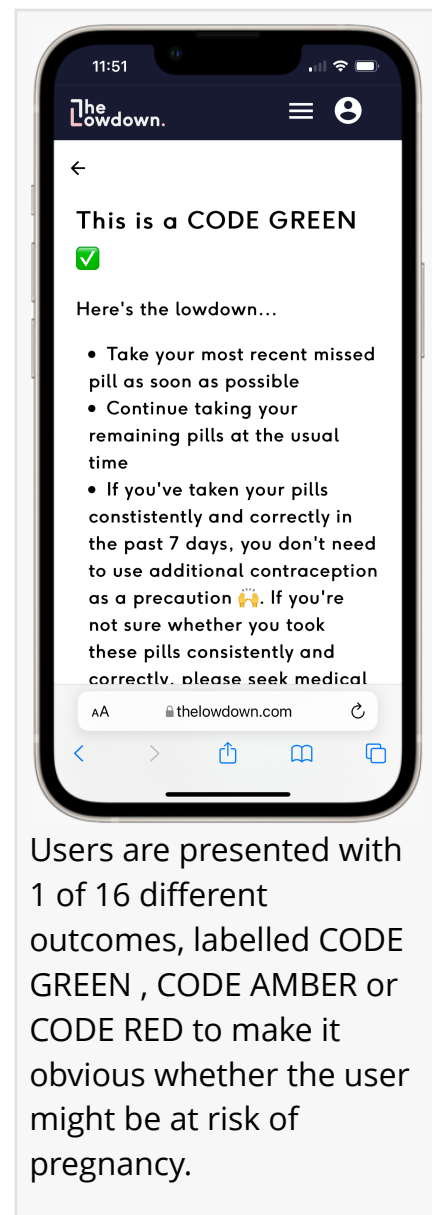 11:51
The
Lowdown.
This is a CODE GREEN
✅
Here's the lowdown...
• Take your most recent missed
pill as soon as possible
• Continue taking your
remaining pills at the usual
time
• If you've taken your pills
constistently and correctly in
the past 7 days, you don't need
to use additional contraception
as a precaution 🙌. If you're
not sure whether you took
these pills consistently and
correctly, please seek medical
AA thelowdown.com
Users are presented with
1 of 16 different
outcomes, labelled CODE
GREEN , CODE AMBER or
CODE RED to make it
obvious whether the user
might be at risk of
pregnancy.